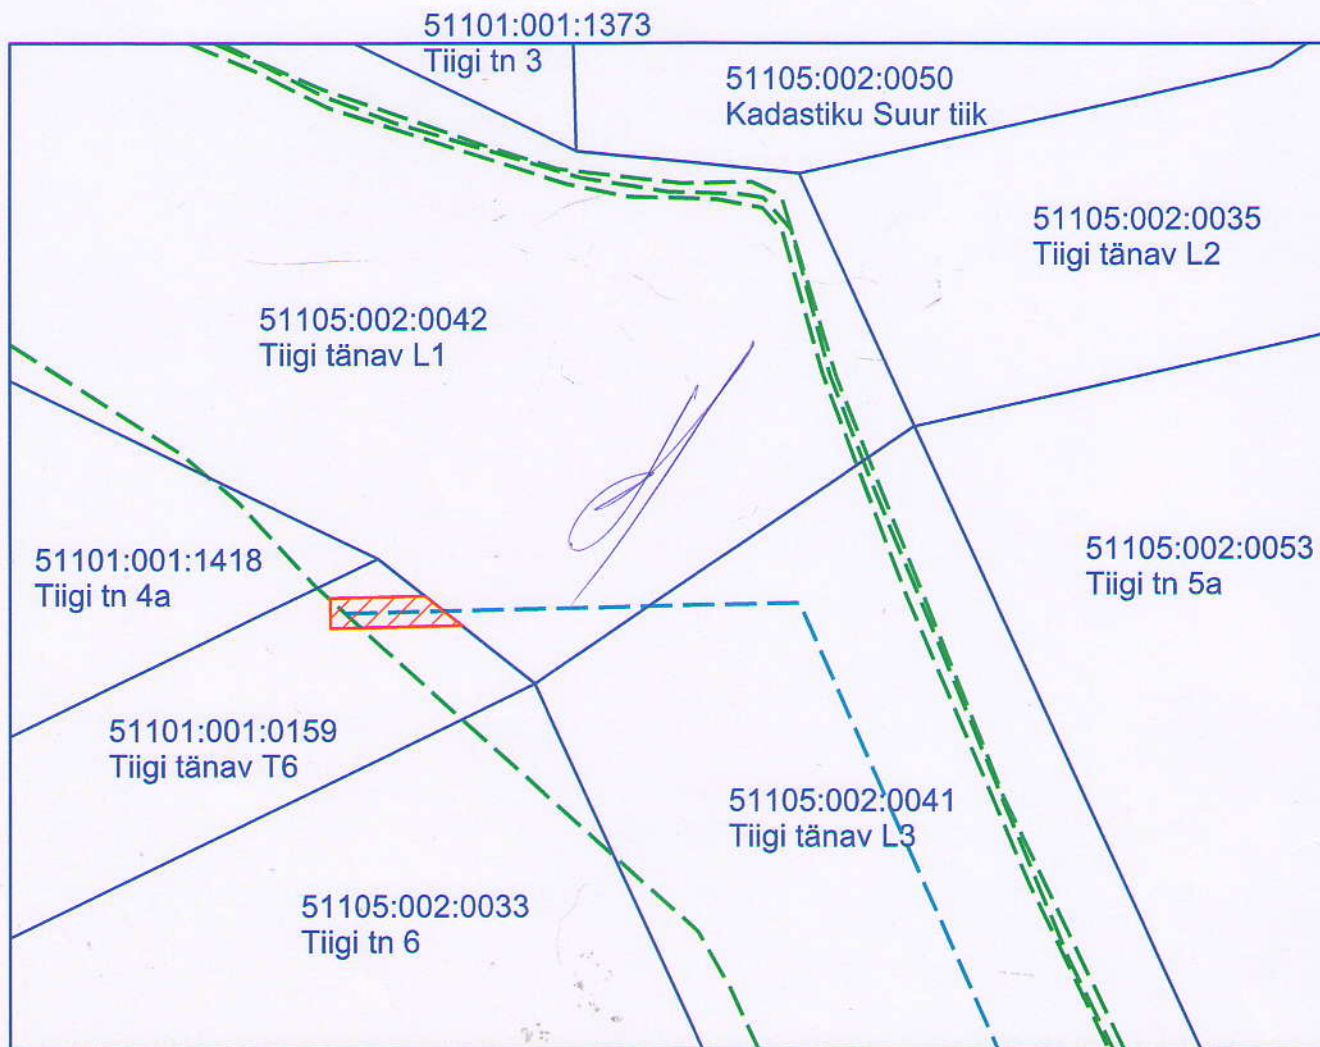 51101:001:1373
Tiigi tn 3
51105:002:0050
Kadastiku Suur tiik
51105:002:0035
Tiigi tänav L2
51105:002:0042
Tiigi tänav L1
51101:001:1418
Tiigi tn 4a
51105:002:0053
Tiigi tn 5a
51101:001:0159
Tiigi tänav T6
51105:002:0041
Tiigi tänav L3
51105:002:0033
Tiigi tn 6